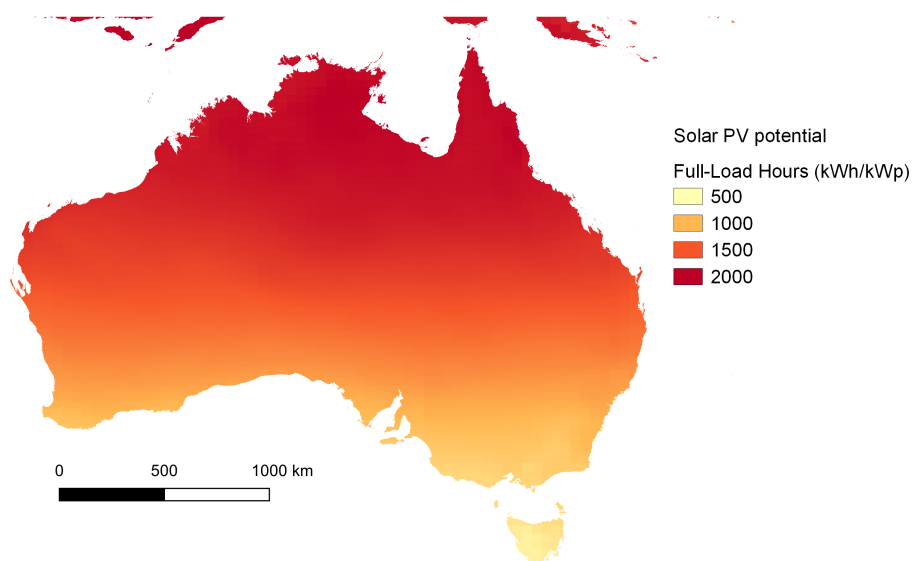 Solar PV potential
Full-Load Hours (kWh/kWp)
500
1000
1500
2000
0 500 1000 km